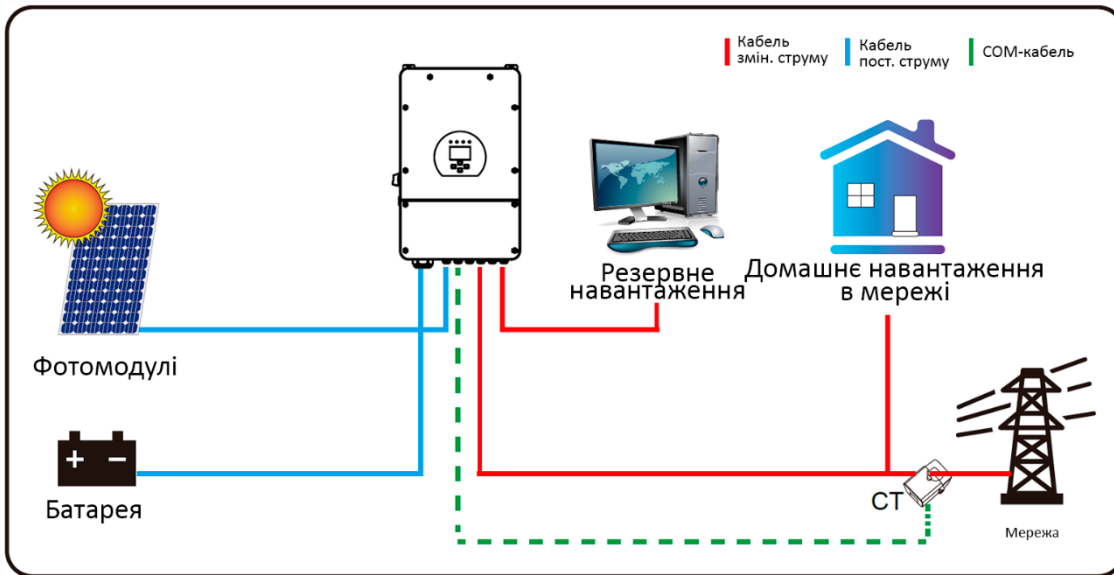 Кабель
змін. струму
Кабель
пост. струму
COM-кабель
Резервне
навантаження
Домашнє навантаження
в мережі
Фотомодулі
+ −
Батарея
CT
Мережа